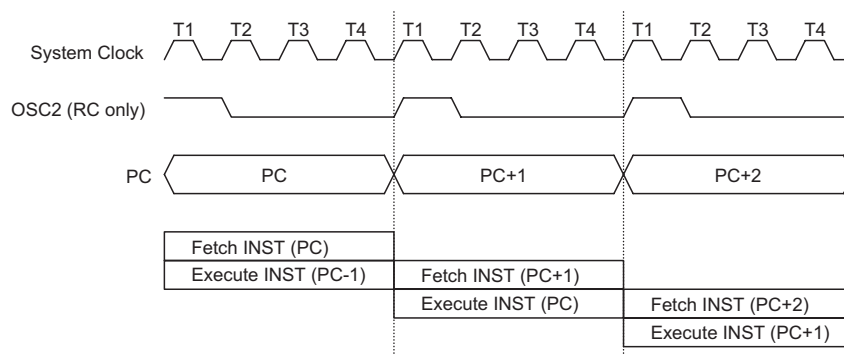 T1 T2 T3 T4 T1 T2 T3 T4 T1 T2 T3 T4
System Clock
OSC2 (RC only)
PC PC PC+1 PC+2
Fetch INST (PC)
Execute INST (PC-1) Fetch INST (PC+1)
Execute INST (PC) Fetch INST (PC+2)
Execute INST (PC+1)